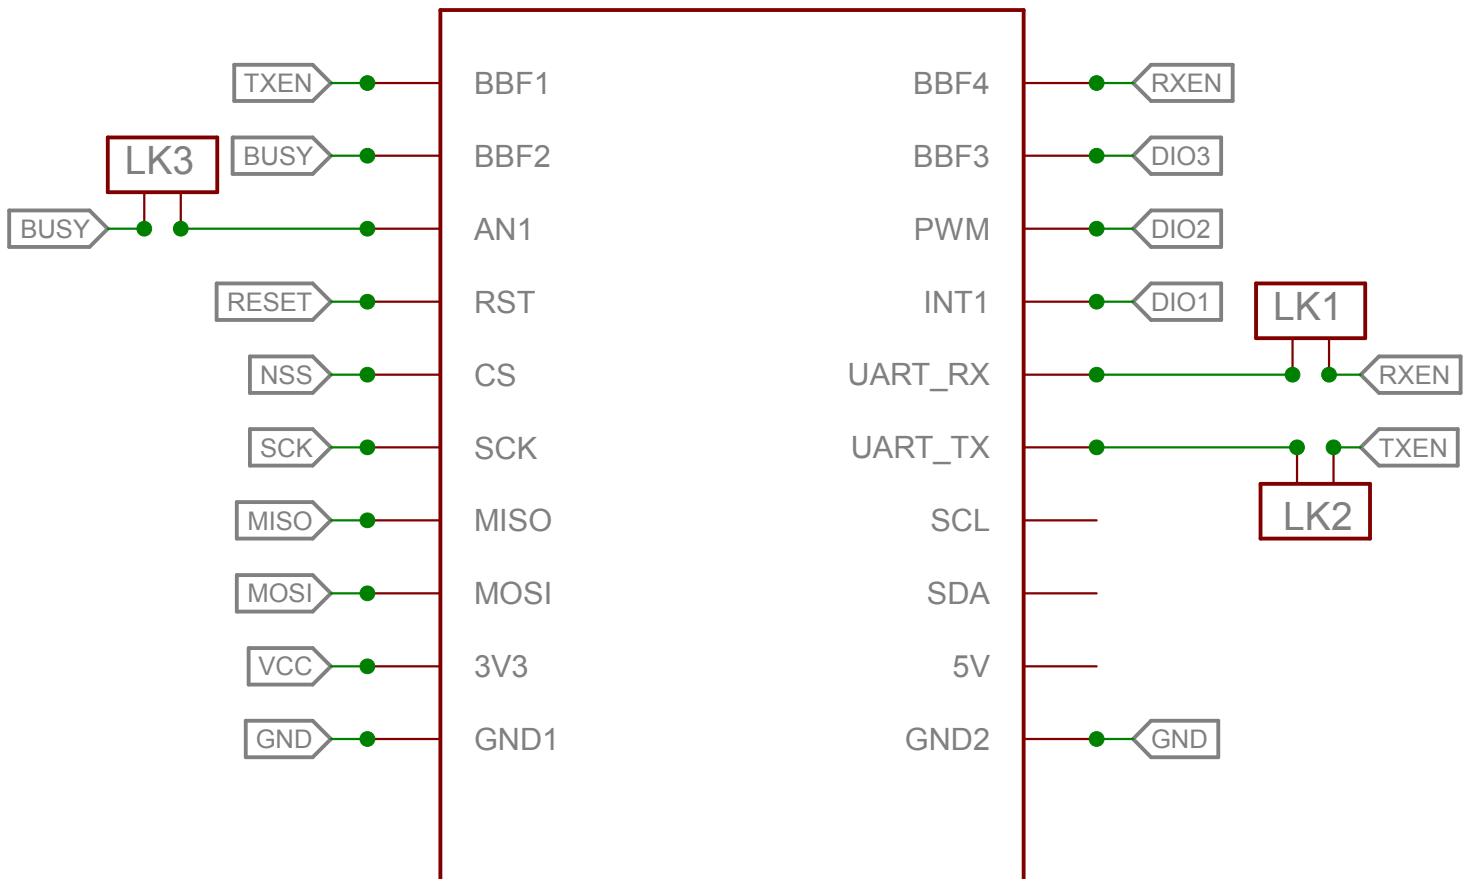 TXEN BBF1 BBF4 RXEN
LK3 BUSY BBF2 BBF3 DIO3
BUSY AN1 PWM DIO2
RESET RST INT1 DIO1 LK1
NSS CS UART_RX RXEN
SCK SCK UART_TX TXEN
MISO MISO SCL LK2
MOSI MOSI SDA
VCC 3V3 5V
GND GND1 GND2 GND